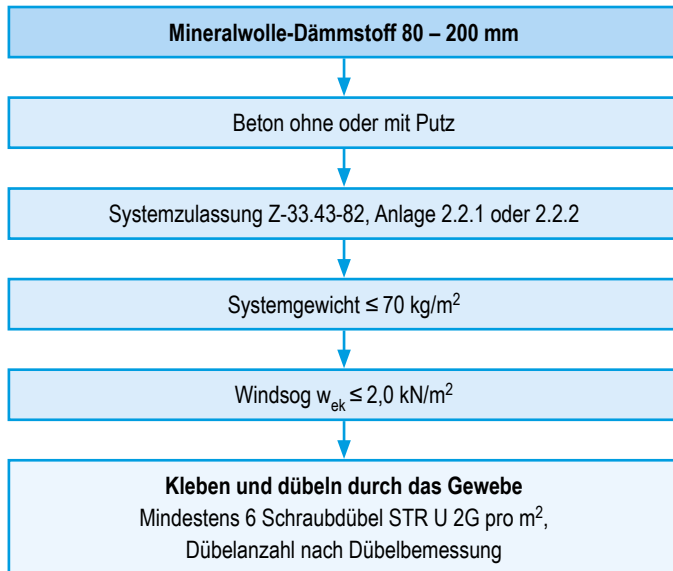 Mineralwolle-Dämmstoff 80 – 200 mm
Beton ohne oder mit Putz
Systemzulassung Z-33.43-82, Anlage 2.2.1 oder 2.2.2
Systemgewicht ≤ 70 kg/m²
Windsog wₑₖ ≤ 2,0 kN/m²
Kleben und dübeln durch das Gewebe
Mindestens 6 Schraubdübel STR U 2G pro m²,
Dübelanzahl nach Dübelbemessung